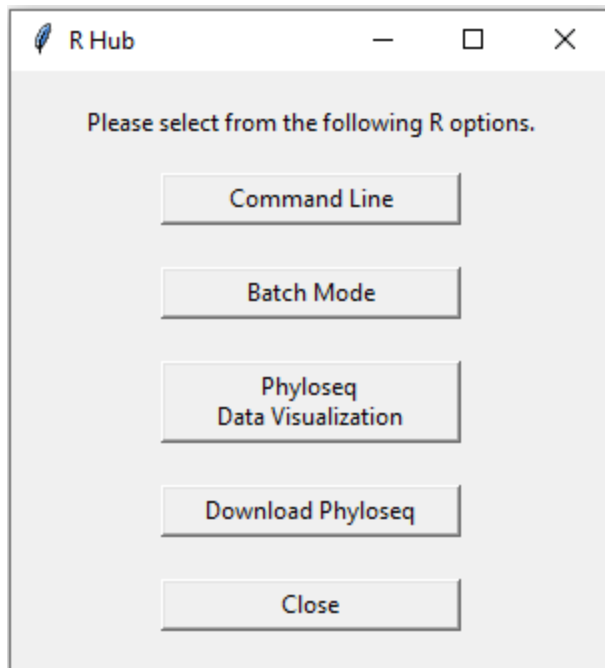 R Hub
Please select from the following R options.
Command Line
Batch Mode
Phyloseq
Data Visualization
Download Phyloseq
Close